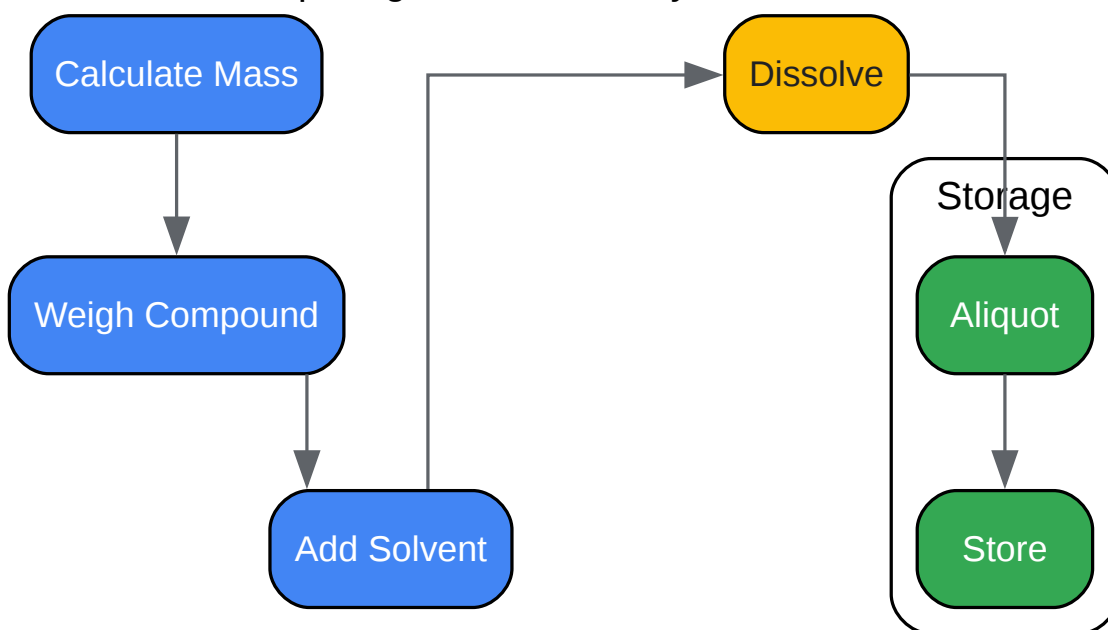 Calculate Mass
Weigh Compound
Add Solvent
Dissolve
Storage
Aliquot
Store